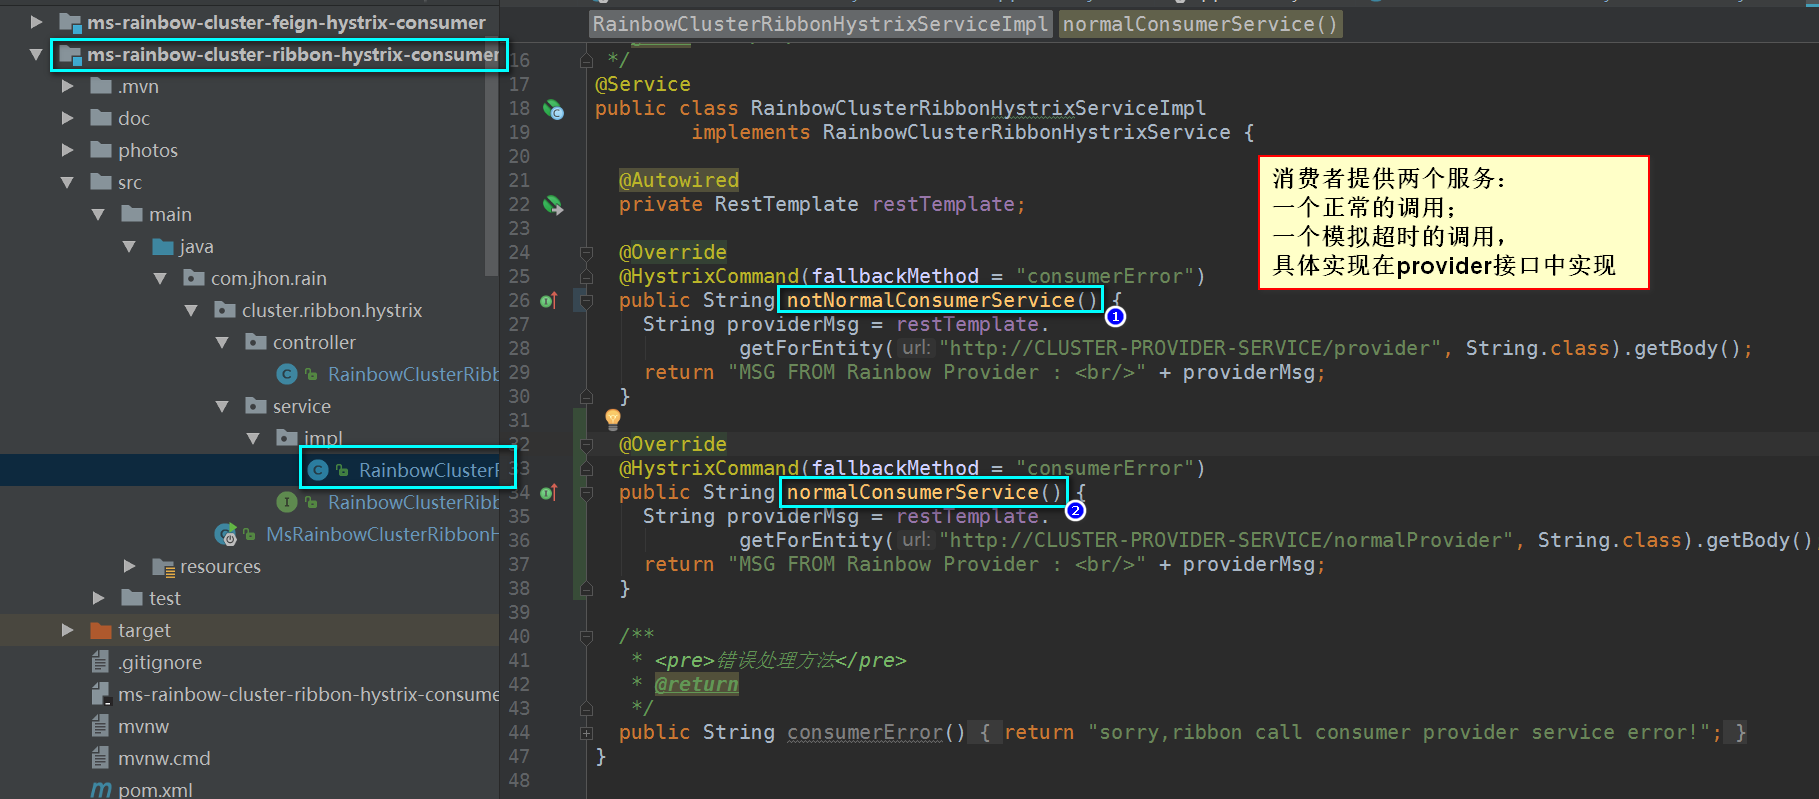 ms-rainbow-cluster-feign-hystrix-consumer
ms-rainbow-cluster-ribbon-hystrix-consumer
.mvn
doc
photos
src
main
java
com.jhon.rain
cluster.ribbon.hystrix
controller
RainbowClusterRibb
service
impl
RainbowClusterR
RainbowClusterRibb
MsRainbowClusterRibbonH
resources
test
target
.gitignore
ms-rainbow-cluster-ribbon-hystrix-consume
mvnw
mvnw.cmd
pom.xml
RainbowClusterRibbonHystrixServiceImpl normalConsumerService()
16 */
17 @Service
18 public class RainbowClusterRibbonHystrixServiceImpl
19 implements RainbowClusterRibbonHystrixService {
20
21 @Autowired
22 private RestTemplate restTemplate;
23
24 @Override
25 @HystrixCommand(fallbackMethod = "consumerError")
26 public String notNormalConsumerService() {
1
27 String providerMsg = restTemplate.
28 getForEntity( url: "http://CLUSTER-PROVIDER-SERVICE/provider", String.class).getBody();
29 return "MSG FROM Rainbow Provider : <br/>" + providerMsg;
30 }
31
32 @Override
33 @HystrixCommand(fallbackMethod = "consumerError")
34 public String normalConsumerService() {
2
35 String providerMsg = restTemplate.
36 getForEntity( url: "http://CLUSTER-PROVIDER-SERVICE/normalProvider", String.class).getBody()
37 return "MSG FROM Rainbow Provider : <br/>" + providerMsg;
38 }
39
40 /**
41 * <pre>错误处理方法</pre>
42 * @return
43 */
44 public String consumerError() { return "sorry,ribbon call consumer provider service error!"; }
47 }
48
消费者提供两个服务：
一个正常的调用；
一个模拟超时的调用，
具体实现在provider接口中实现